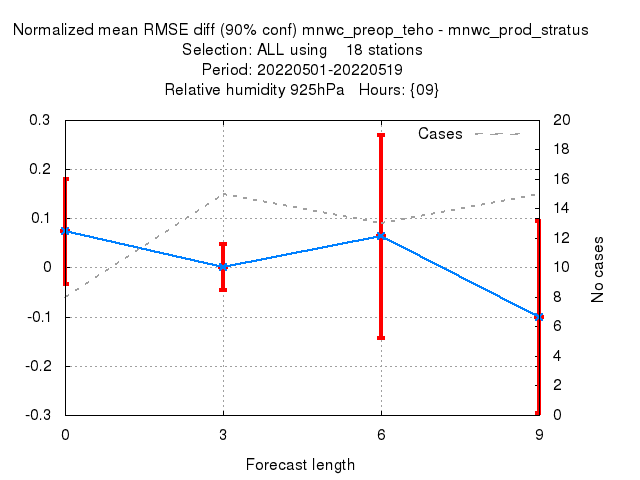 Normalized mean RMSE diff (90% conf) mnwc_preop_teho - mnwc_prod_stratus
Selection: ALL using    18 stations
Period: 20220501-20220519
Relative humidity 925hPa   Hours: {09}
Cases
0.3
0.2
0.1
0
-0.1
-0.2
-0.3
20
18
16
14
12
10
8
6
4
2
0
No cases
0 3 6 9
Forecast length